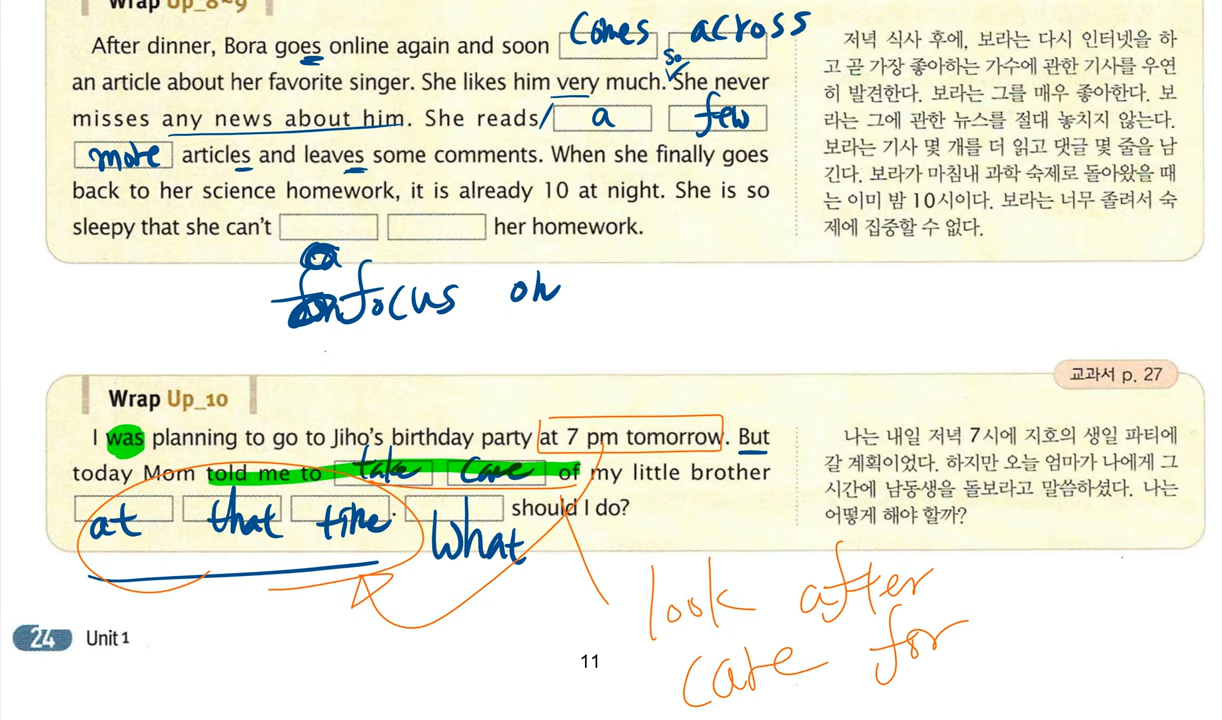 Wrap Up_8~9
After dinner, Bora goes online again and soon comes across
so
an article about her favorite singer. She likes him very much. She never
misses any news about him. She reads / a few
more articles and leaves some comments. When she finally goes
back to her science homework, it is already 10 at night. She is so
sleepy that she can't her homework.
focus on
저녁 식사 후에, 보라는 다시 인터넷을 하
고 곧 가장 좋아하는 가수에 관한 기사를 우연
히 발견한다. 보라는 그를 매우 좋아한다. 보
라는 그에 관한 뉴스를 절대 놓치지 않는다.
보라는 기사 몇 개를 더 읽고 댓글 몇 줄을 남
긴다. 보라가 마침내 과학 숙제로 돌아왔을 때
는 이미 밤 10시이다. 보라는 너무 졸려서 숙
제에 집중할 수 없다.
교과서 p. 27
Wrap Up_10
I was planning to go to Jiho's birthday party at 7 pm tomorrow. But
today Mom told me to take care of my little brother
at that time. What should I do?
look after
care for
나는 내일 저녁 7시에 지호의 생일 파티에
갈 계획이었다. 하지만 오늘 엄마가 나에게 그
시간에 남동생을 돌보라고 말씀하셨다. 나는
어떻게 해야 할까?
24 Unit 1
11